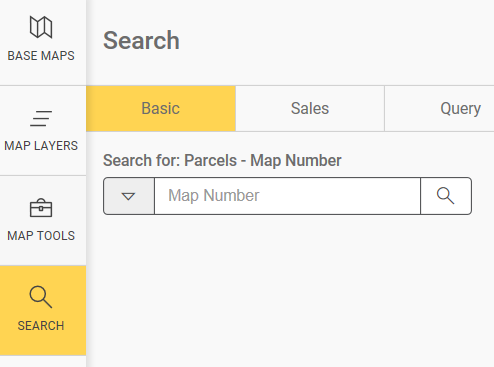 BASE MAPS
MAP LAYERS
MAP TOOLS
SEARCH
Search
Basic
Sales
Query
Search for: Parcels - Map Number
Map Number